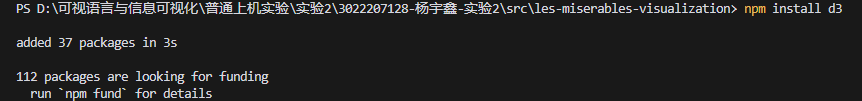 PS D:\可视语言与信息可视化\普通上机实验\实验2\3022207128-杨宇鑫-实验2\src\les-miserables-visualization> npm install d3
added 37 packages in 3s
112 packages are looking for funding
  run `npm fund` for details